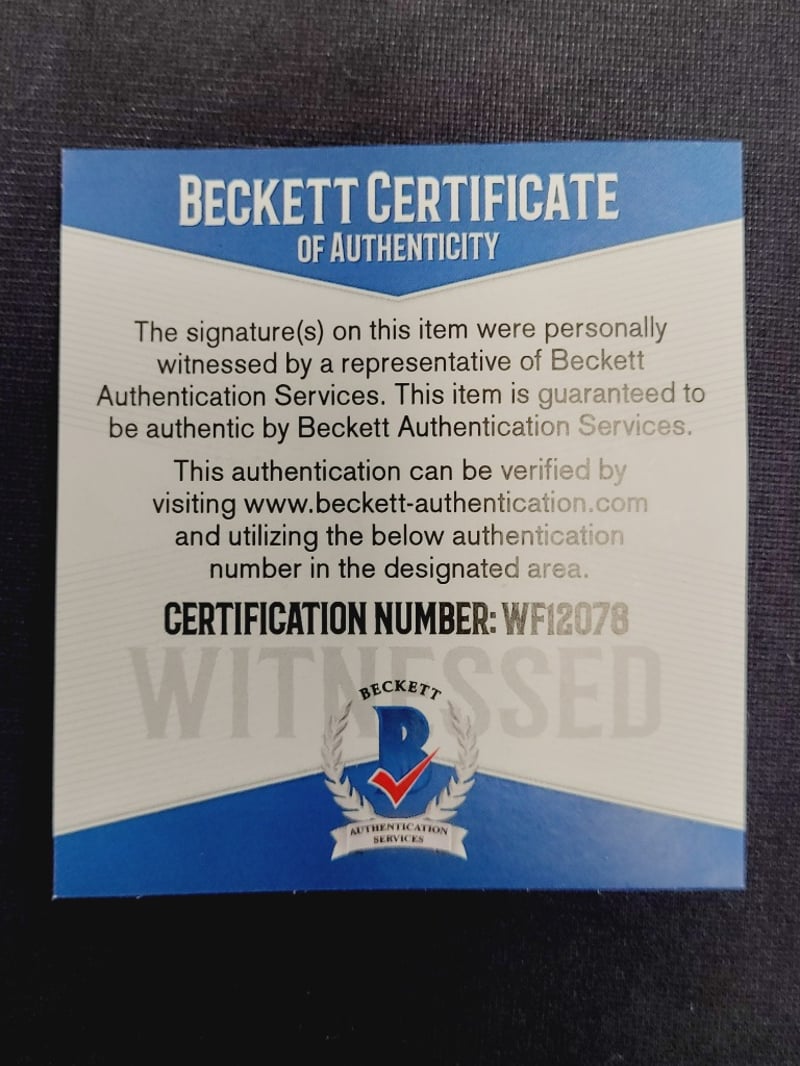 BECKETT CERTIFICATE
OF AUTHENTICITY
The signature(s) on this item were personally
witnessed by a representative of Beckett
Authentication Services. This item is guaranteed to
be authentic by Beckett Authentication Services.
This authentication can be verified by
visiting www.beckett-authentication.com
and utilizing the below authentication
number in the designated area.
CERTIFICATION NUMBER: WF12078
WITNESSED
BECKETT
B
AUTHENTICATION
SERVICES